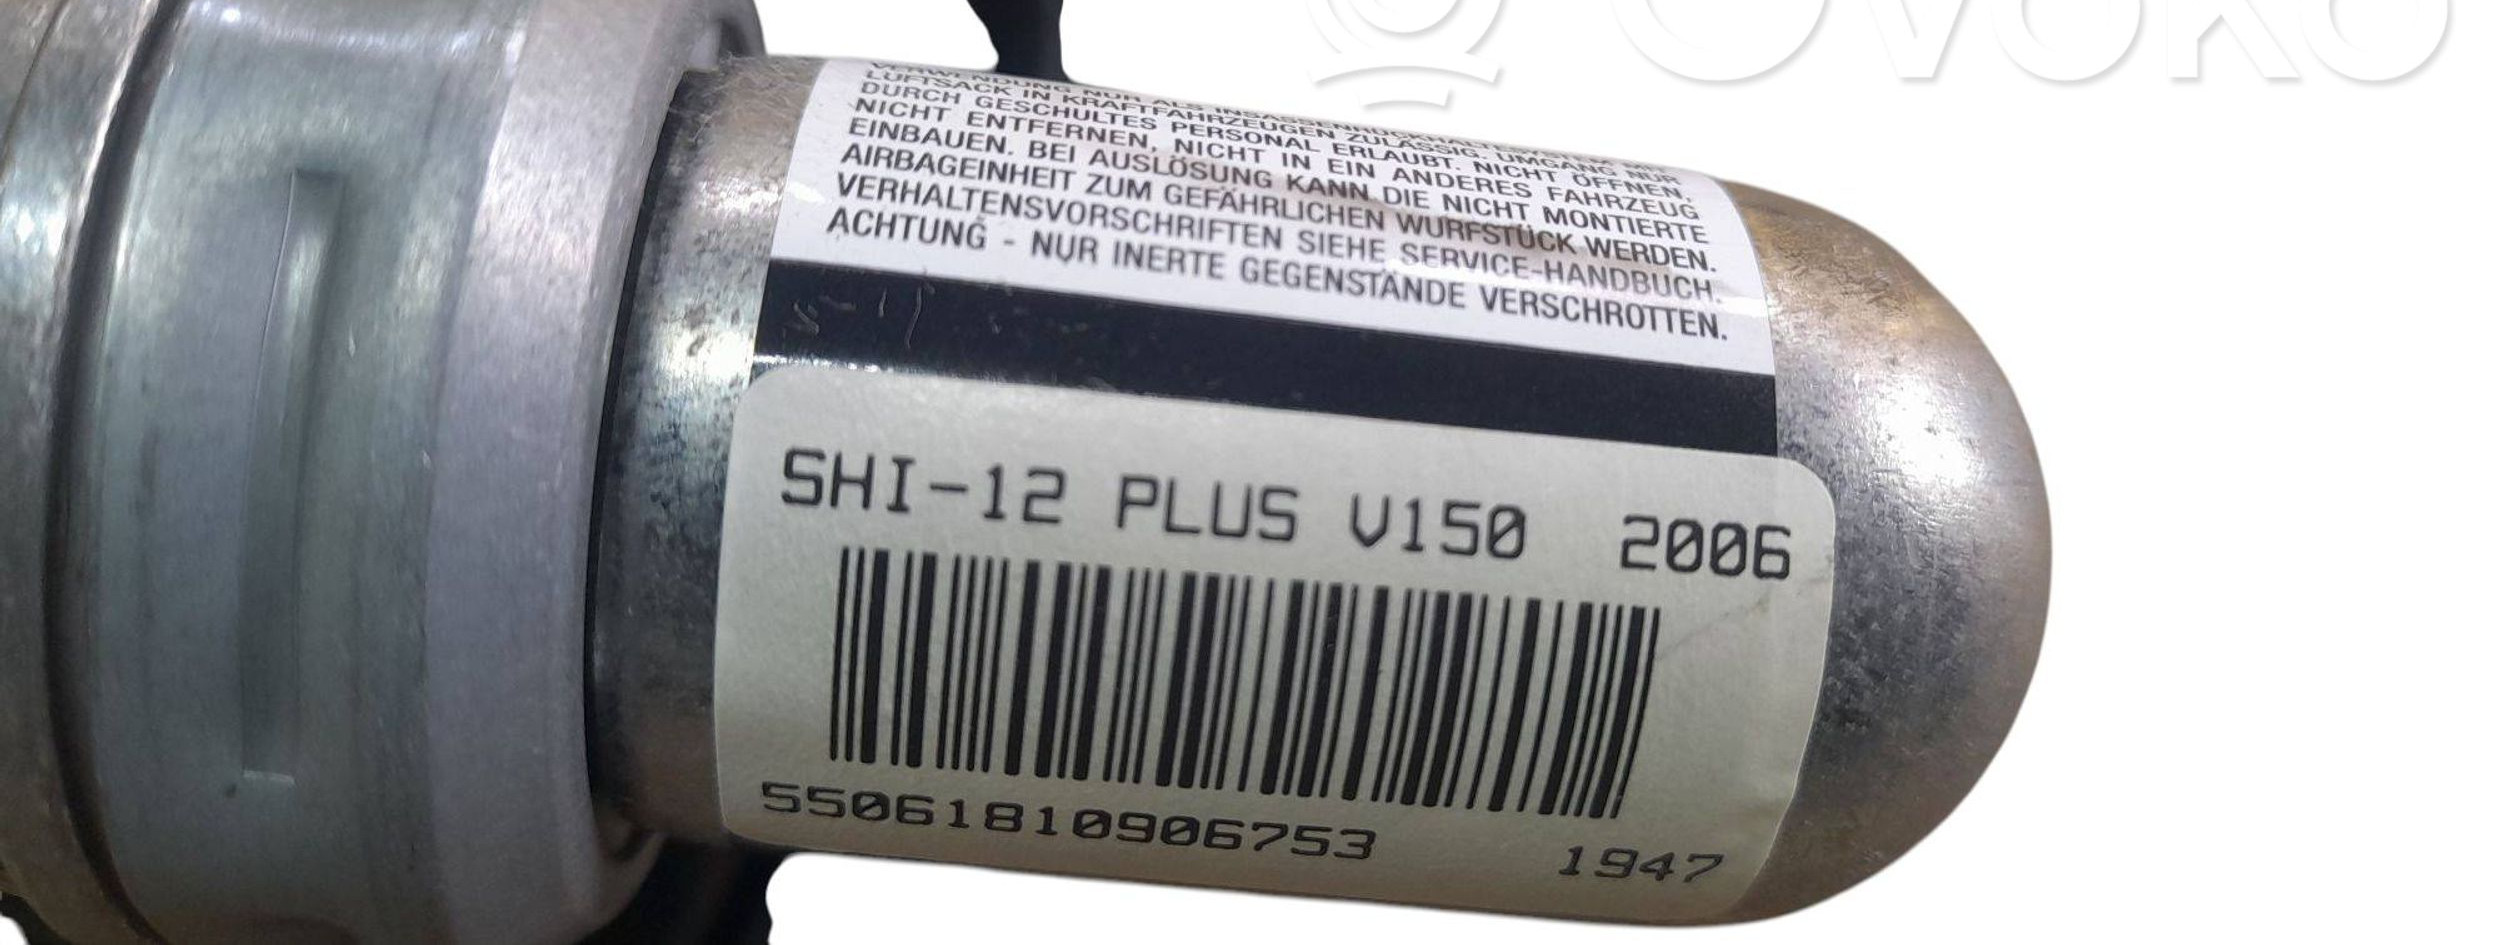 OVOKO
VERWENDUNG NUR ALS INSASSENRÜCKHALTESYSTEM MIT
LUFTSACK IN KRAFTFAHRZEUGEN ZULÄSSIG. UMGANG NUR
DURCH GESCHULTES PERSONAL ERLAUBT. NICHT ÖFFNEN,
NICHT ENTFERNEN, NICHT IN EIN ANDERES FAHRZEUG
EINBAUEN. BEI AUSLÖSUNG KANN DIE NICHT MONTIERTE
AIRBAGEINHEIT ZUM GEFÄHRLICHEN WURFSTÜCK WERDEN.
VERHALTENSVORSCHRIFTEN SIEHE SERVICE-HANDBUCH.
ACHTUNG - NUR INERTE GEGENSTÄNDE VERSCHROTTEN.
SHI-12 PLUS V150 2006
55061810906753 1947